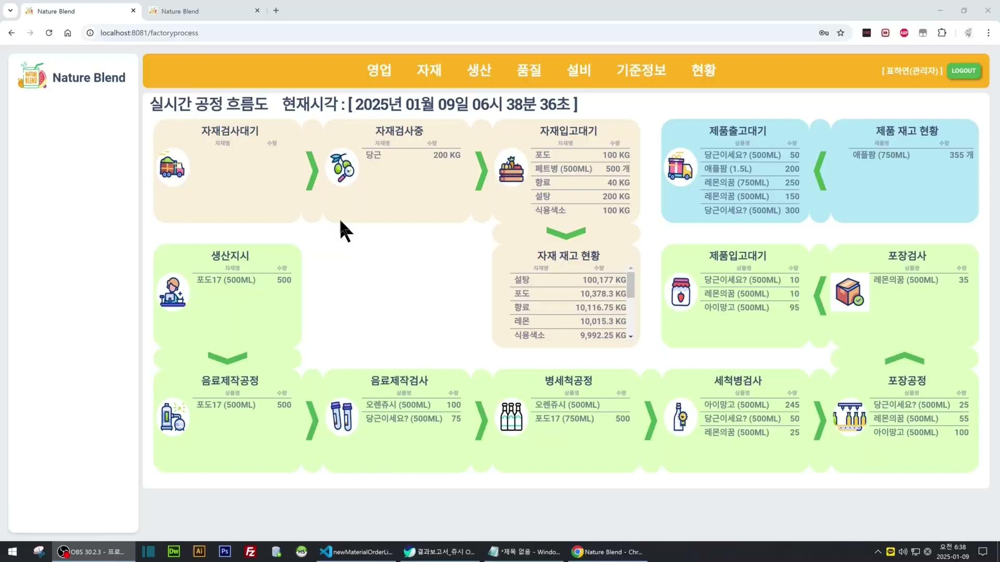 Nature Blend
Nature Blend
localhost:8081/factoryprocess
ABP
NATURE BLEND
Nature Blend
영업 자재 생산 품질 설비 기준정보 현황
[ 표하연(관리자) ] LOGOUT
실시간 공정 흐름도 현재시각 : [ 2025년 01월 09일 06시 38분 36초 ]
자재검사대기
자재명 수량
자재검사중
자재명 수량
당근 200 KG
자재입고대기
자재명 수량
포도 100 KG
페트병 (500ML) 500 개
향료 40 KG
설탕 200 KG
식용색소 100 KG
제품출고대기
상품명 수량
당근이세요? (500ML) 50
애플팜 (1.5L) 200
레몬의꿈 (750ML) 250
레몬의꿈 (500ML) 150
당근이세요? (500ML) 300
제품 재고 현황
제품명 수량
애플팜 (750ML) 355 개
생산지시
자재명 수량
포도17 (500ML) 500
자재 재고 현황
자재명 수량
설탕 100,177 KG
포도 10,378.3 KG
향료 10,116.75 KG
레몬 10,015.3 KG
식용색소 9,992.25 KG
제품입고대기
상품명 수량
당근이세요? (500ML) 10
레몬의꿈 (500ML) 10
아이망고 (500ML) 95
포장검사
상품명 수량
레몬의꿈 (500ML) 35
음료제작공정
상품명 수량
포도17 (500ML) 500
음료제작검사
상품명 수량
오렌쥬시 (500ML) 100
당근이세요? (500ML) 75
병세척공정
상품명 수량
오렌쥬시 (500ML)
포도17 (750ML) 500
세척병검사
상품명 수량
아이망고 (500ML) 245
당근이세요? (500ML) 50
레몬의꿈 (500ML) 25
포장공정
상품명 수량
당근이세요? (500ML) 25
레몬의꿈 (500ML) 55
아이망고 (500ML) 100
OBS 30.2.3 - 프로...
Dw
Ai
Ps
FZ
HS
newMaterialOrderLi...
결과보고서_쥬시 O...
*제목 없음 - Windo...
Nature Blend - Chr...
오전 6:38
2025-01-09